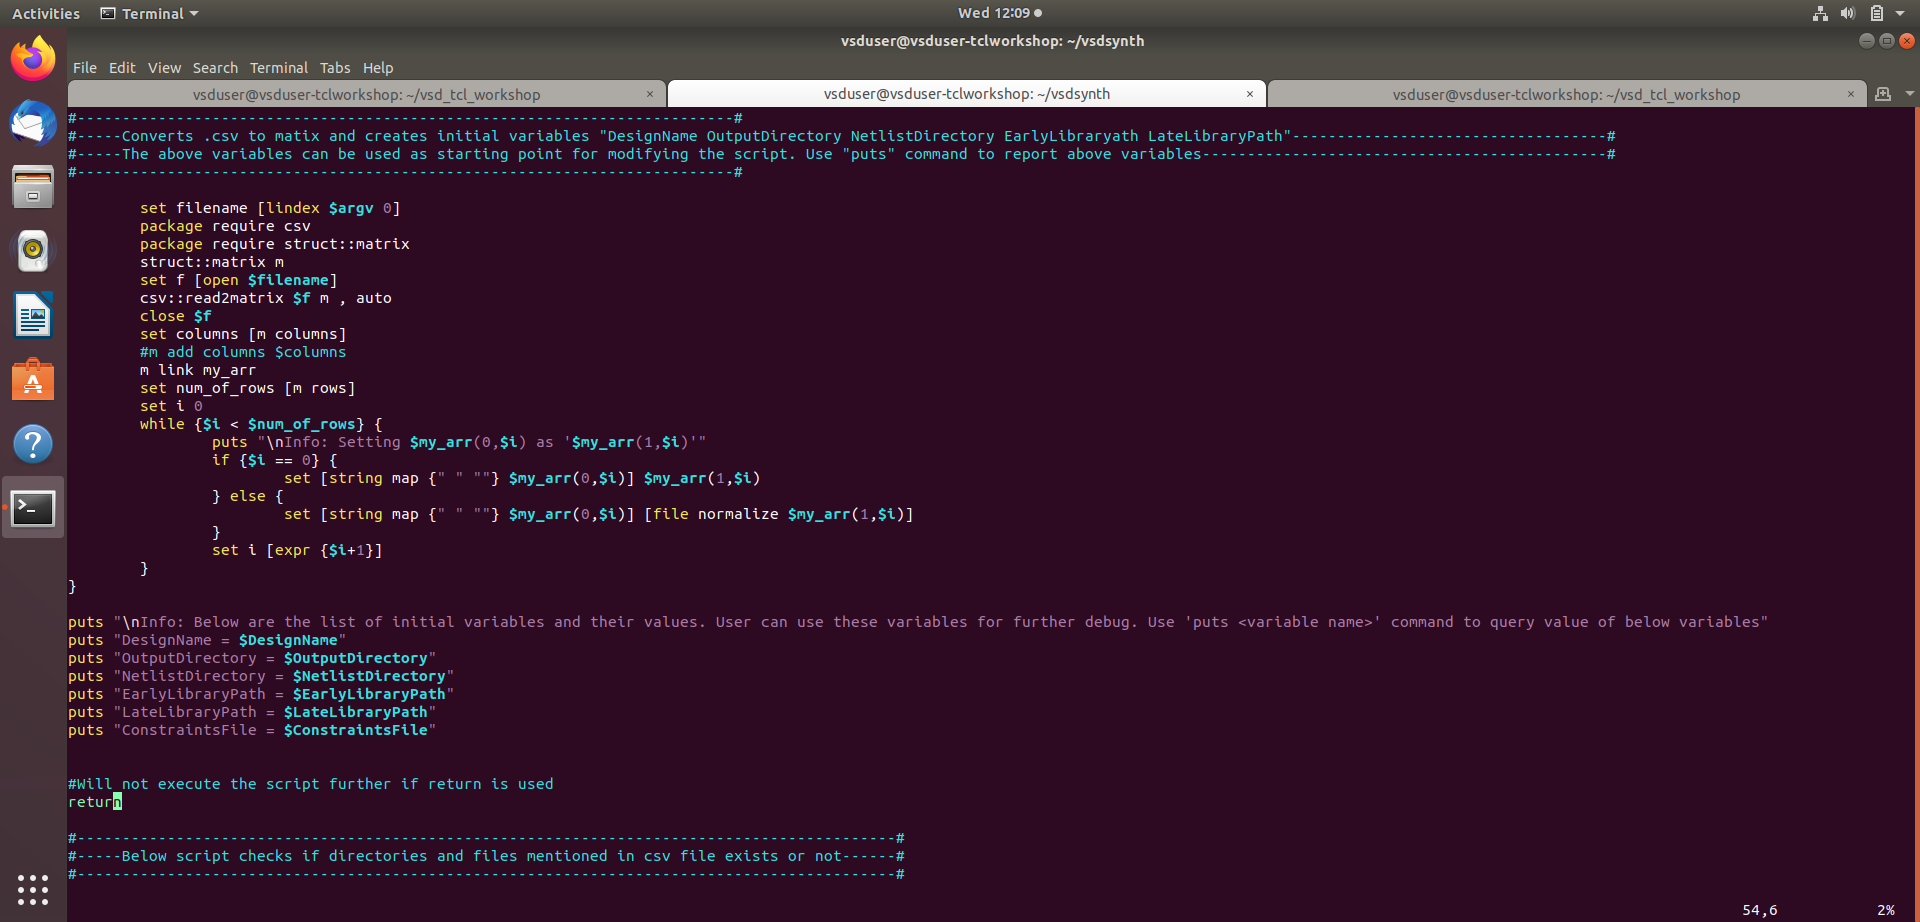 Activities Terminal Wed 12:09
vsduser@vsduser-tclworkshop: ~/vsdsynth
File Edit View Search Terminal Tabs Help
vsduser@vsduser-tclworkshop: ~/vsd_tcl_workshop × vsduser@vsduser-tclworkshop: ~/vsdsynth × vsduser@vsduser-tclworkshop: ~/vsd_tcl_workshop ×
#-------------------------------------------------------------------------#
#-----Converts .csv to matix and creates initial variables "DesignName OutputDirectory NetlistDirectory EarlyLibraryath LateLibraryPath"-----------------------------------#
#-----The above variables can be used as starting point for modifying the script. Use "puts" command to report above variables---------------------------------------------#
#-------------------------------------------------------------------------#
set filename [lindex $argv 0]
package require csv
package require struct::matrix
struct::matrix m
set f [open $filename]
csv::read2matrix $f m , auto
close $f
set columns [m columns]
#m add columns $columns
m link my_arr
set num_of_rows [m rows]
set i 0
while {$i < $num_of_rows} {
puts "\nInfo: Setting $my_arr(0,$i) as '$my_arr(1,$i)'"
if {$i == 0} {
set [string map {" " ""} $my_arr(0,$i)] $my_arr(1,$i)
} else {
set [string map {" " ""} $my_arr(0,$i)] [file normalize $my_arr(1,$i)]
}
set i [expr {$i+1}]
}
}
puts "\nInfo: Below are the list of initial variables and their values. User can use these variables for further debug. Use 'puts <variable name>' command to query value of below variables"
puts "DesignName = $DesignName"
puts "OutputDirectory = $OutputDirectory"
puts "NetlistDirectory = $NetlistDirectory"
puts "EarlyLibraryPath = $EarlyLibraryPath"
puts "LateLibraryPath = $LateLibraryPath"
puts "ConstraintsFile = $ConstraintsFile"
#Will not execute the script further if return is used
return
#-------------------------------------------------------------------------------------------#
#-----Below script checks if directories and files mentioned in csv file exists or not------#
#-------------------------------------------------------------------------------------------#
54,6 2%